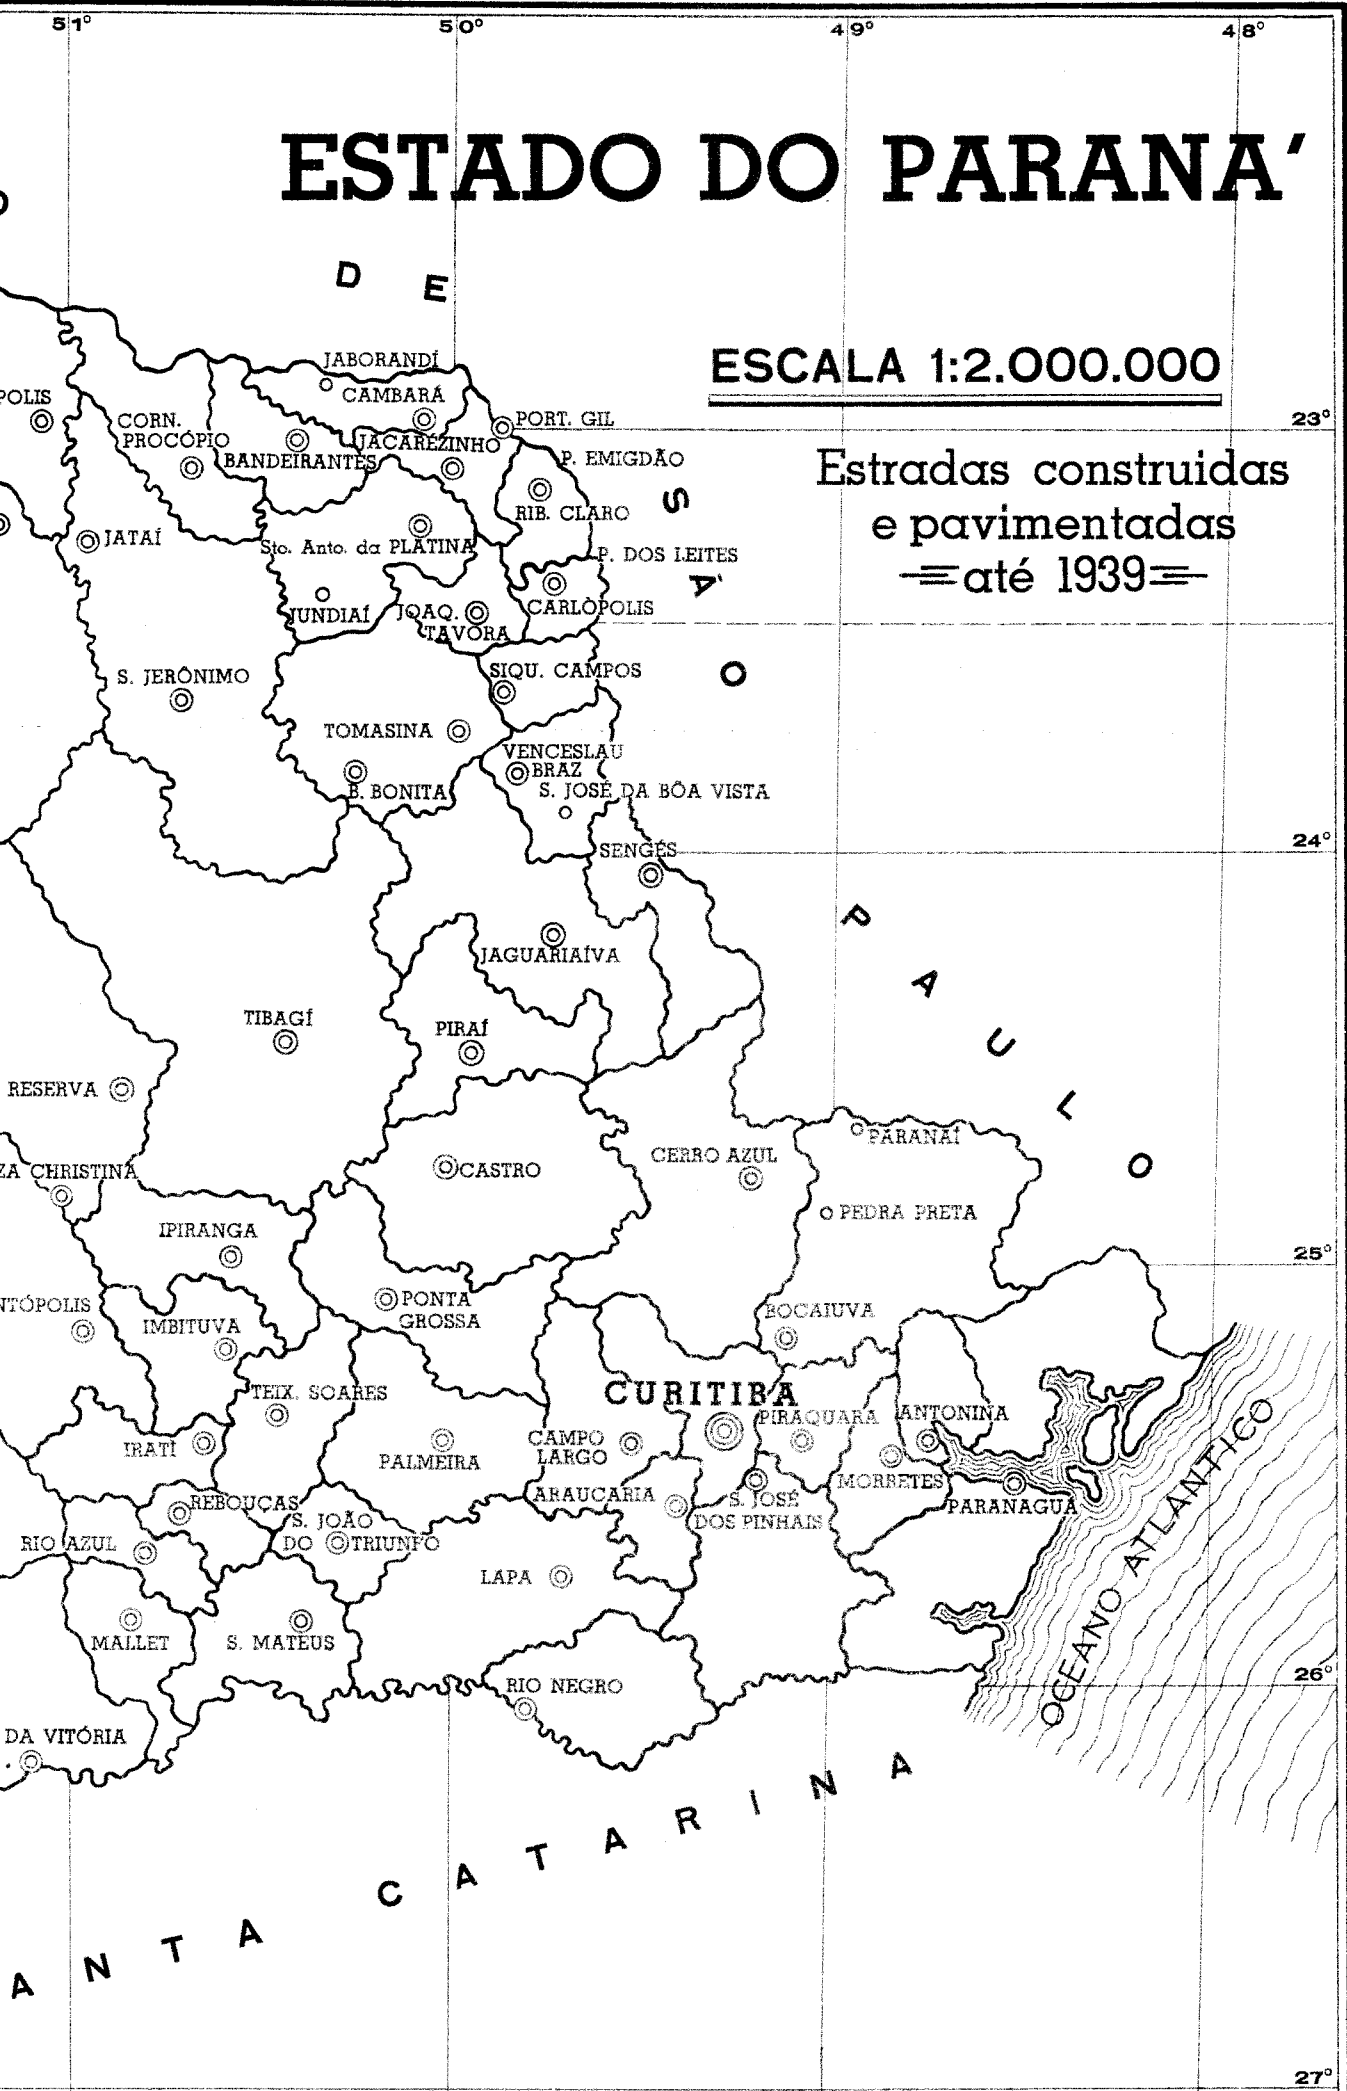 51°
50°
49°
48°
ESTADO DO PARANA'
D E
ESCALA 1:2.000.000
JABORANDÍ
CAMBARÁ
POLIS
CORN.
PROCÓPIO
PORT. GIL
23°
BANDEIRANTES
JACARÉZINHO
P. EMIGDÃO
Estradas construidas
e pavimentadas
até 1939
RIB. CLARO
JATAÍ
Sto. Anto. da PLATINA
P. DOS LEITES
S Ã O
JUNDIAÍ
JOAQ.
TAVORA
CARLÒPOLIS
S. JERÔNIMO
SIQU. CAMPOS
TOMASINA
VENCESLAU
BRAZ
B. BONITA
S. JOSÉ DA BÔA VISTA
SENGÉS
24°
P A U L O
JAGUARIAÍVA
TIBAGÍ
PIRAÍ
RESERVA
PARANAÍ
ZA CHRISTINA
CASTRO
CERRO AZUL
PEDRA PRETA
IPIRANGA
25°
NTÓPOLIS
IMBITUVA
PONTA
GROSSA
BOCAIUVA
TEIX. SOARES
CURITIBA
PIRAQUARA
ANTONINA
IRATÍ
PALMEIRA
CAMPO
LARGO
MORRETES
ARAUCARIA
S. JOSÉ
DOS PINHAIS
PARANAGUÁ
REBOUÇAS
S. JOÃO
DO TRIUNFO
RIO AZUL
LAPA
OCEANO ATLANTICO
MALLET
S. MATEUS
RIO NEGRO
26°
DA VITÓRIA
A N T A C A T A R I N A
27°